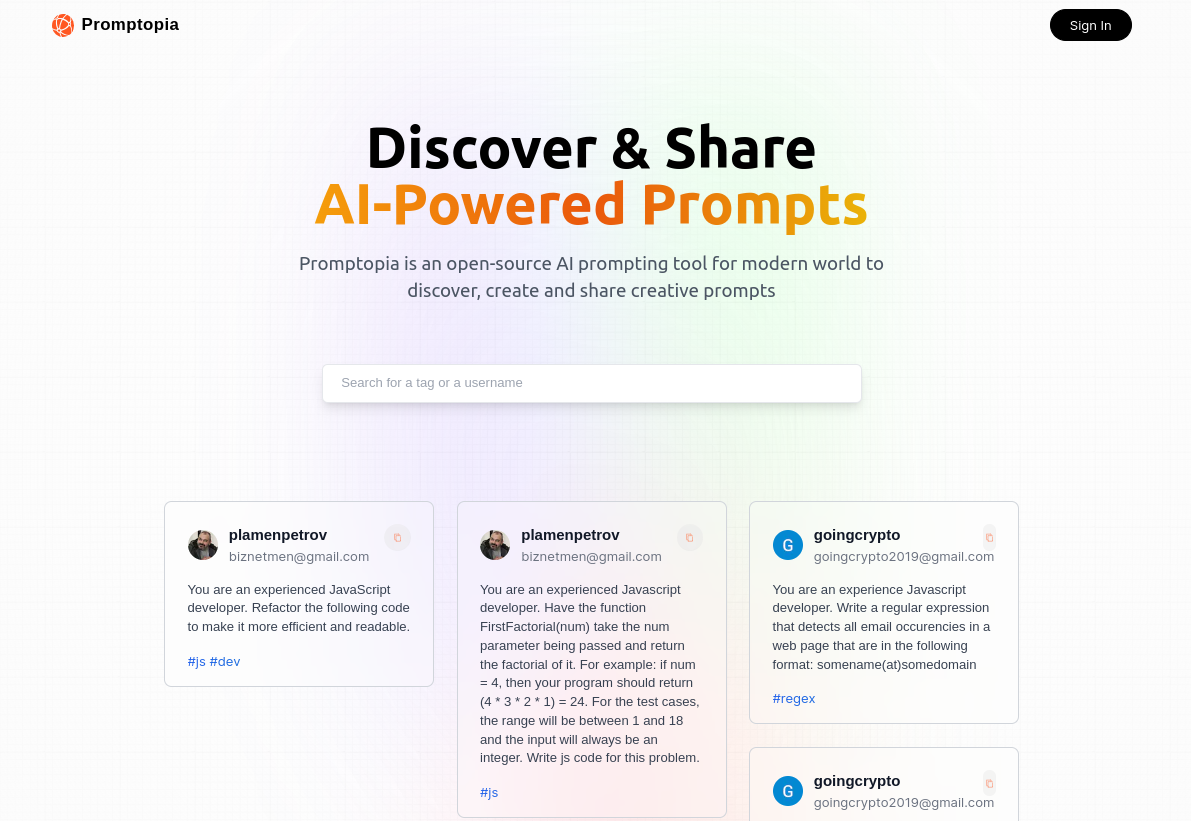 Promptopia
Sign In
Discover & Share
AI-Powered Prompts
Promptopia is an open-source AI prompting tool for modern world to
discover, create and share creative prompts
Search for a tag or a username
plamenpetrov
biznetmen@gmail.com
You are an experienced JavaScript
developer. Refactor the following code
to make it more efficient and readable.
#js #dev
plamenpetrov
biznetmen@gmail.com
You are an experienced Javascript
developer. Have the function
FirstFactorial(num) take the num
parameter being passed and return
the factorial of it. For example: if num
= 4, then your program should return
(4 * 3 * 2 * 1) = 24. For the test cases,
the range will be between 1 and 18
and the input will always be an
integer. Write js code for this problem.
#js
G
goingcrypto
goingcrypto2019@gmail.com
You are an experience Javascript
developer. Write a regular expression
that detects all email occurencies in a
web page that are in the following
format: somename(at)somedomain
#regex
G
goingcrypto
goingcrypto2019@gmail.com